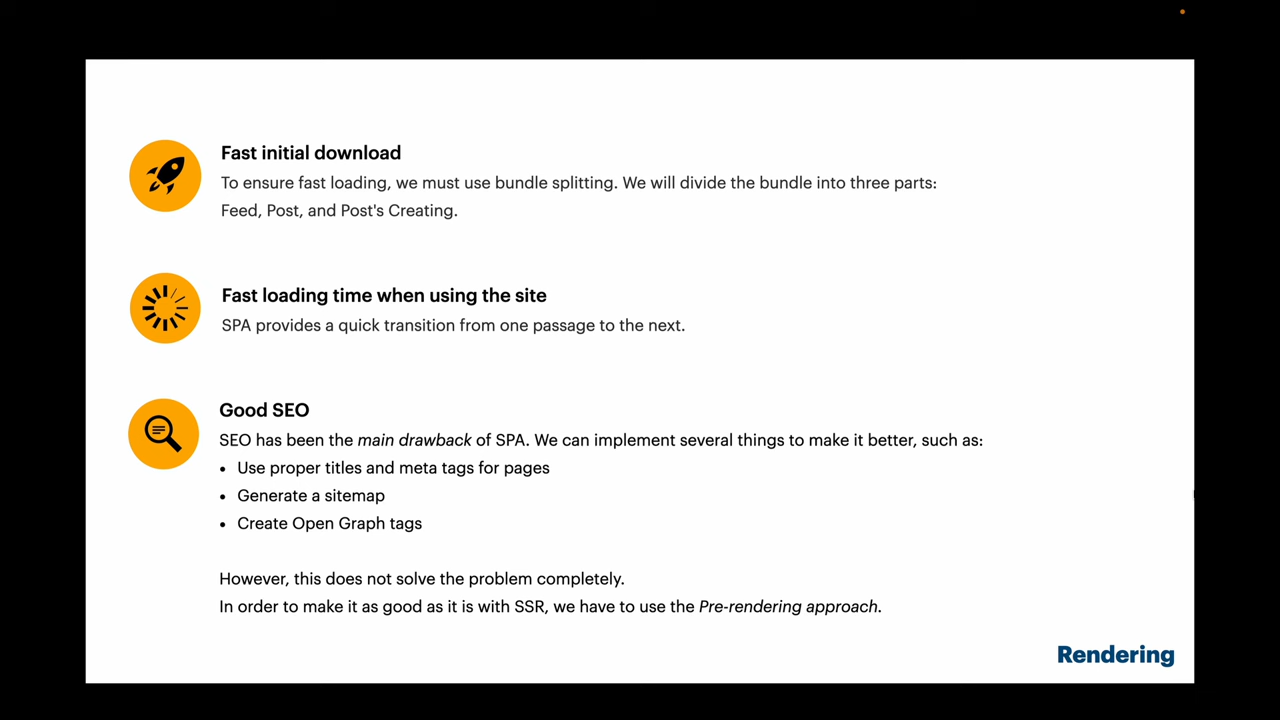 Fast initial download
To ensure fast loading, we must use bundle splitting. We will divide the bundle into three parts:
Feed, Post, and Post's Creating.
Fast loading time when using the site
SPA provides a quick transition from one passage to the next.
Good SEO
SEO has been the main drawback of SPA. We can implement several things to make it better, such as:
• Use proper titles and meta tags for pages
• Generate a sitemap
• Create Open Graph tags
However, this does not solve the problem completely.
In order to make it as good as it is with SSR, we have to use the Pre-rendering approach.
Rendering